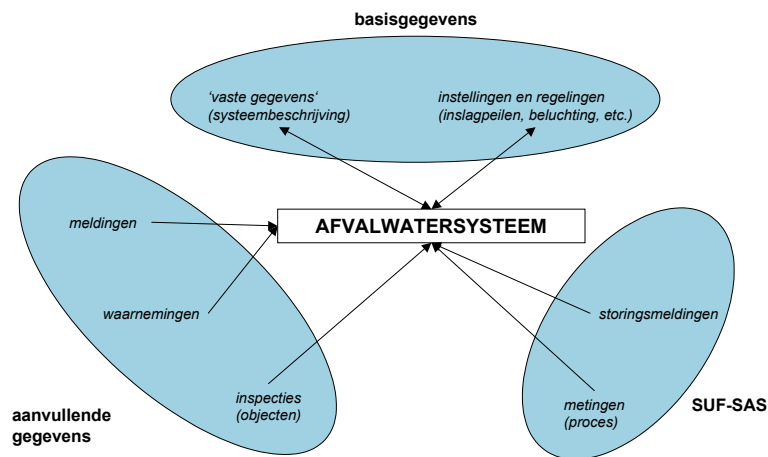 basisgegevens
'vaste gegevens'
(systeembeschrijving)
instellingen en regelingen
(inslagpeilen, beluchting, etc.)
meldingen
AFVALWATERSYSTEEM
waarnemingen
storingsmeldingen
inspecties
(objecten)
metingen
(proces)
SUF-SAS
aanvullende
gegevens